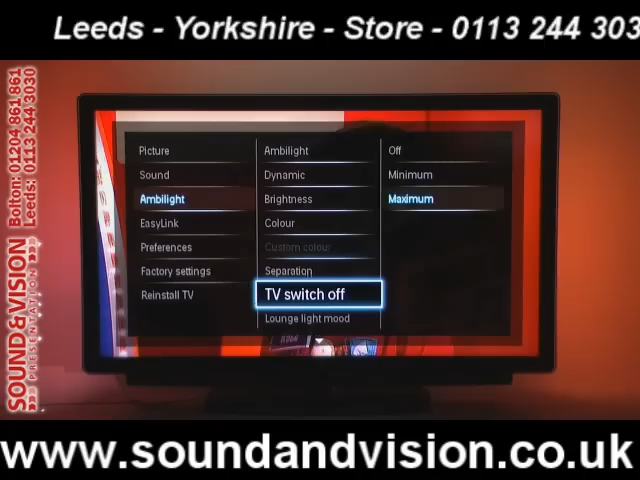 Leeds - Yorkshire - Store - 0113 244 303
Bolton: 01204 861 861
Leeds: 0113 244 3030
SOUND&VISION
PRESENTATION
Picture
Sound
Ambilight
EasyLink
Preferences
Factory settings
Reinstall TV
Ambilight
Dynamic
Brightness
Colour
Custom colour
Separation
TV switch off
Lounge light mood
Off
Minimum
Maximum
www.soundandvision.co.uk